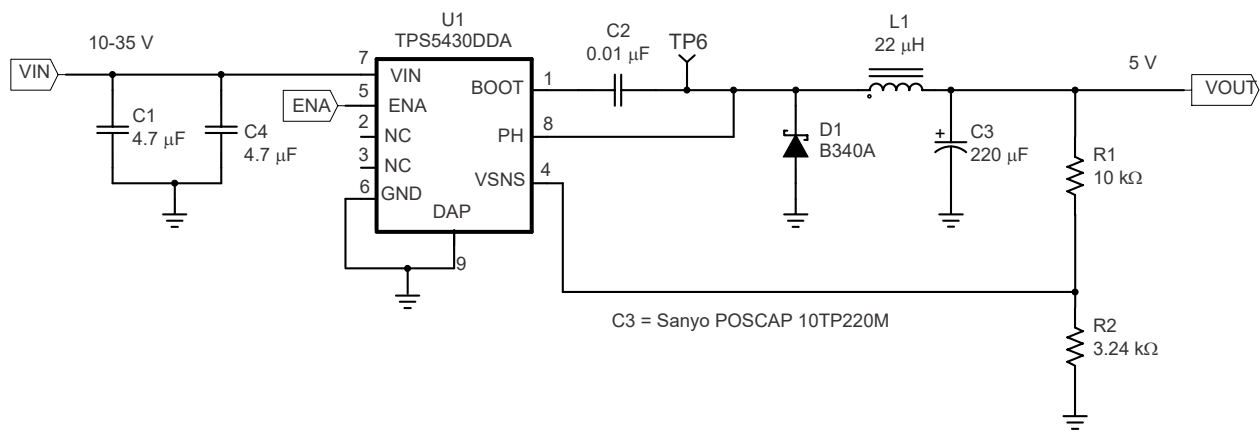 U1
TPS5430DDA
10-35 V
VIN
ENA
C1
4.7 μF
C4
4.7 μF
7
5
2
3
6
VIN
ENA
NC
NC
GND
DAP
9
BOOT
PH
VSNS
1
8
4
C2
0.01 μF
TP6
L1
22 μH
5 V
VOUT
D1
B340A
+
C3
220 μF
R1
10 kΩ
C3 = Sanyo POSCAP 10TP220M
R2
3.24 kΩ